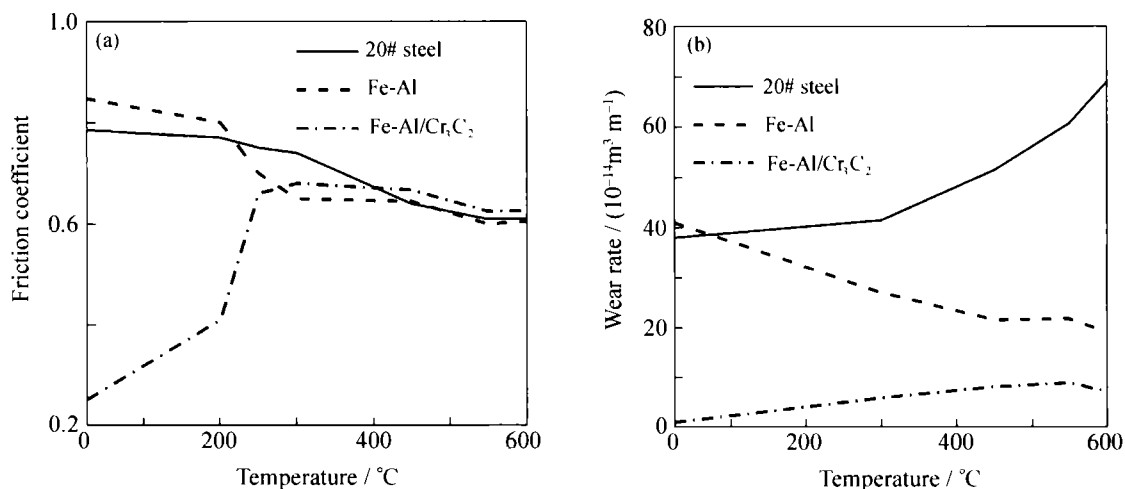 (a)
1.0
0.6
0.2
Friction coefficient
20# steel
Fe-Al
Fe-Al/Cr₃C₂
0
200
400
600
Temperature / °C
(b)
80
60
40
20
0
Wear rate / (10⁻¹⁴m³ m⁻¹)
20# steel
Fe-Al
Fe-Al/Cr₃C₂
0
200
400
600
Temperature / °C